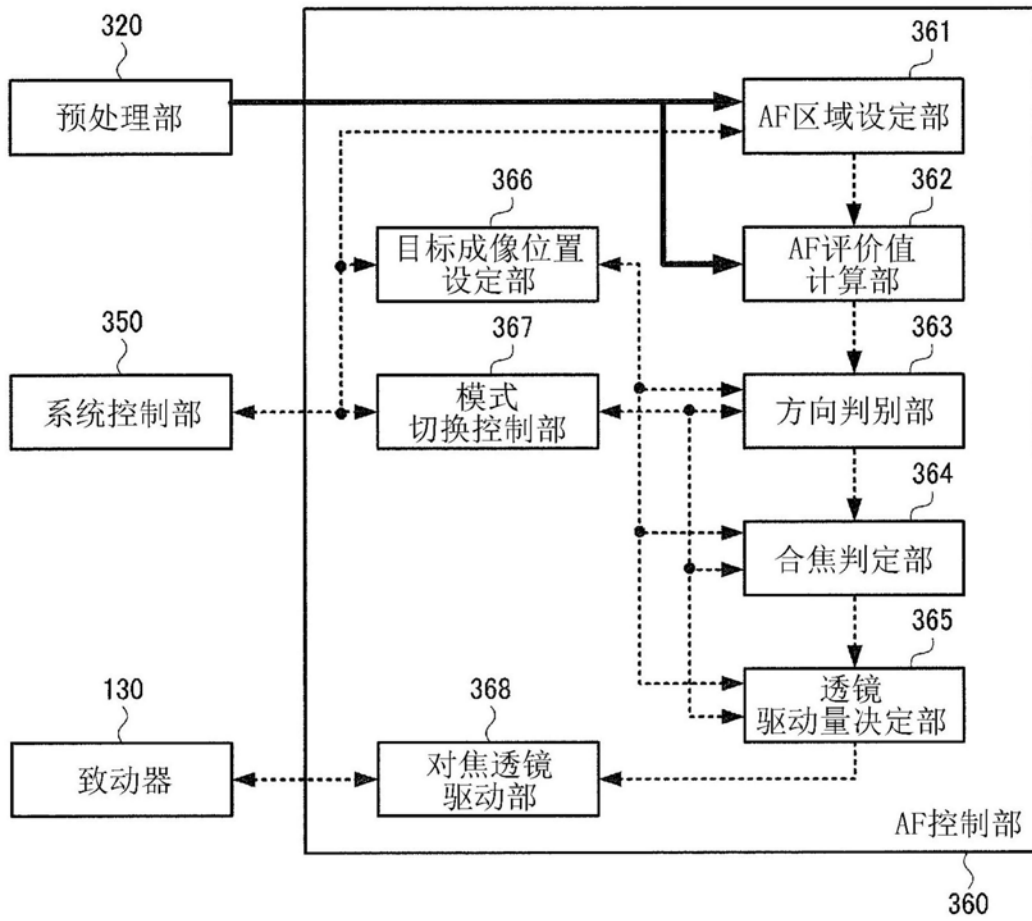 320
预处理部
361
AF区域设定部
366
目标成像位置
设定部
362
AF评价值
计算部
350
系统控制部
367
模式
切换控制部
363
方向判别部
364
合焦判定部
365
透镜
驱动量决定部
130
致动器
368
对焦透镜
驱动部
AF控制部
360